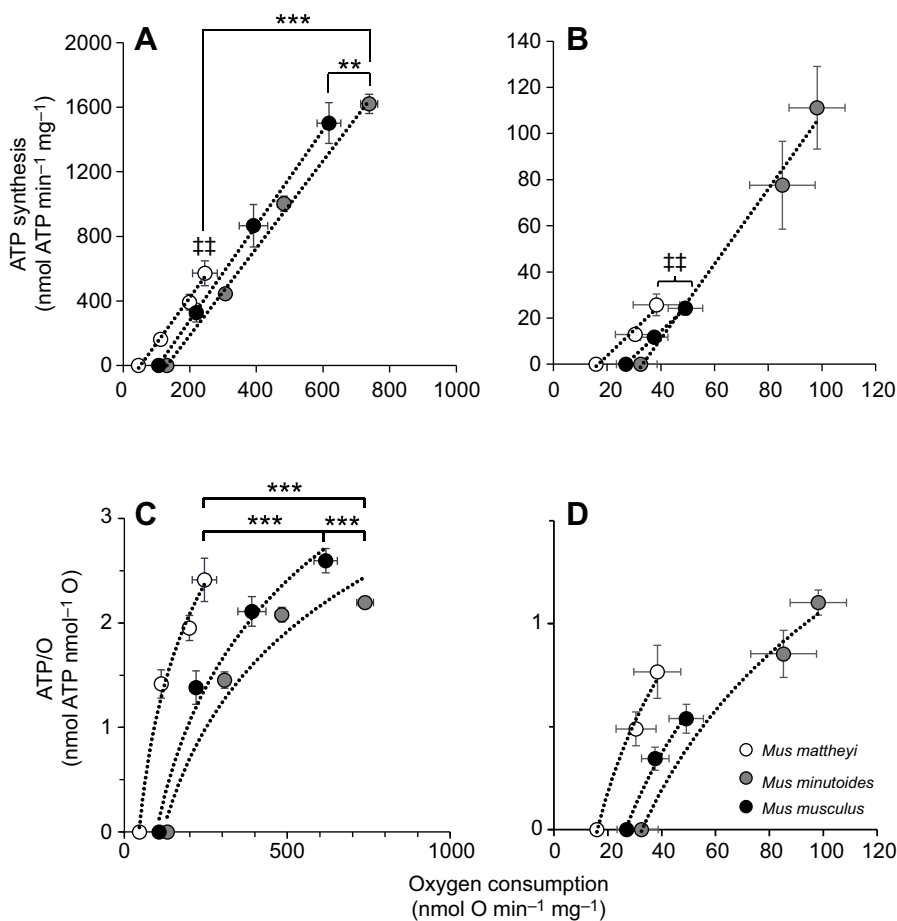 ***
A
B
2000
1600
1200
800
400
0
**
‡‡
140
120
100
80
60
40
20
0
‡‡
ATP synthesis
(nmol ATP min–1 mg–1)
0 200 400 600 800 1000
0 20 40 60 80 100 120
***
C
D
*** ***
3
2
1
0
1
0
ATP/O
(nmol ATP nmol–1 O)
Mus mattheyi
Mus minutoides
Mus musculus
0 500 1000
0 20 40 60 80 100 120
Oxygen consumption
(nmol O min–1 mg–1)